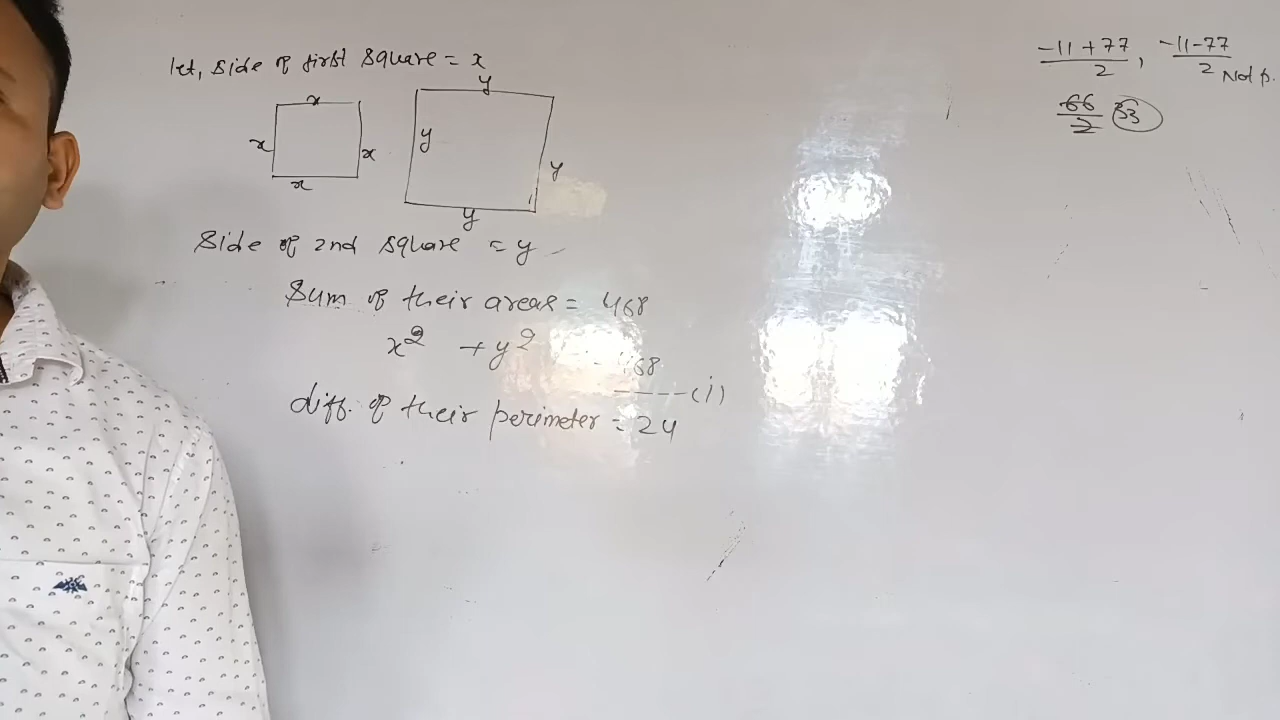 let, side of first square = x
x
x
x
x
y
y
y
y
side of 2nd square = y
Sum of their areas = 468
x² + y² = 468
----(i)
diff. of their perimeter = 24
-11+77/2, -11-77/2 Not p.
66/2 33